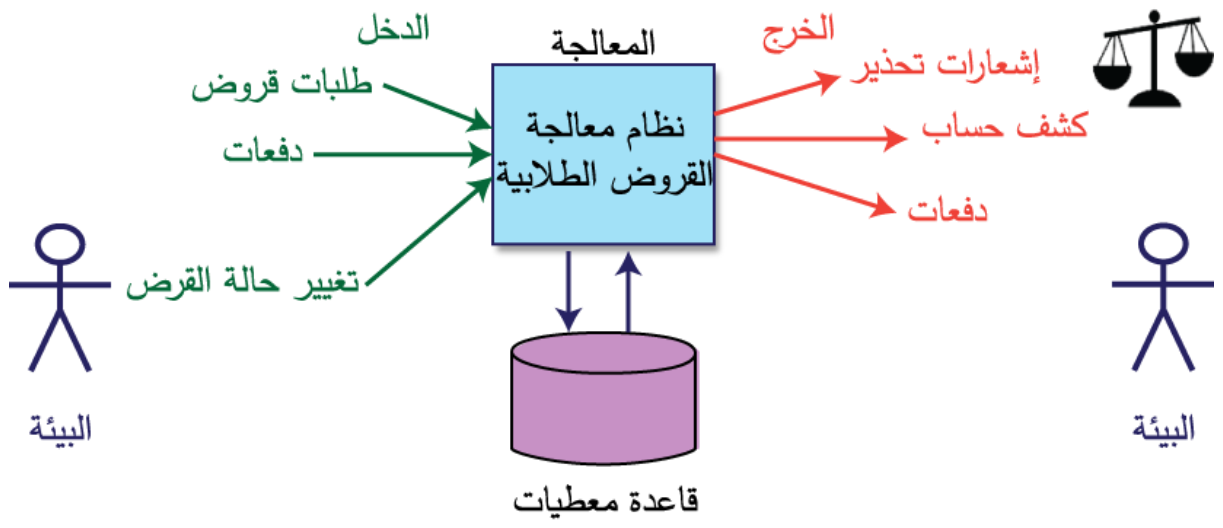 الدخل
المعالجة
الخرج
طلبات قروض
إشعارات تحذير
نظام معالجة
القروض الطلابية
دفعات
كشف حساب
دفعات
تغيير حالة القرض
البيئة
البيئة
قاعدة معطيات